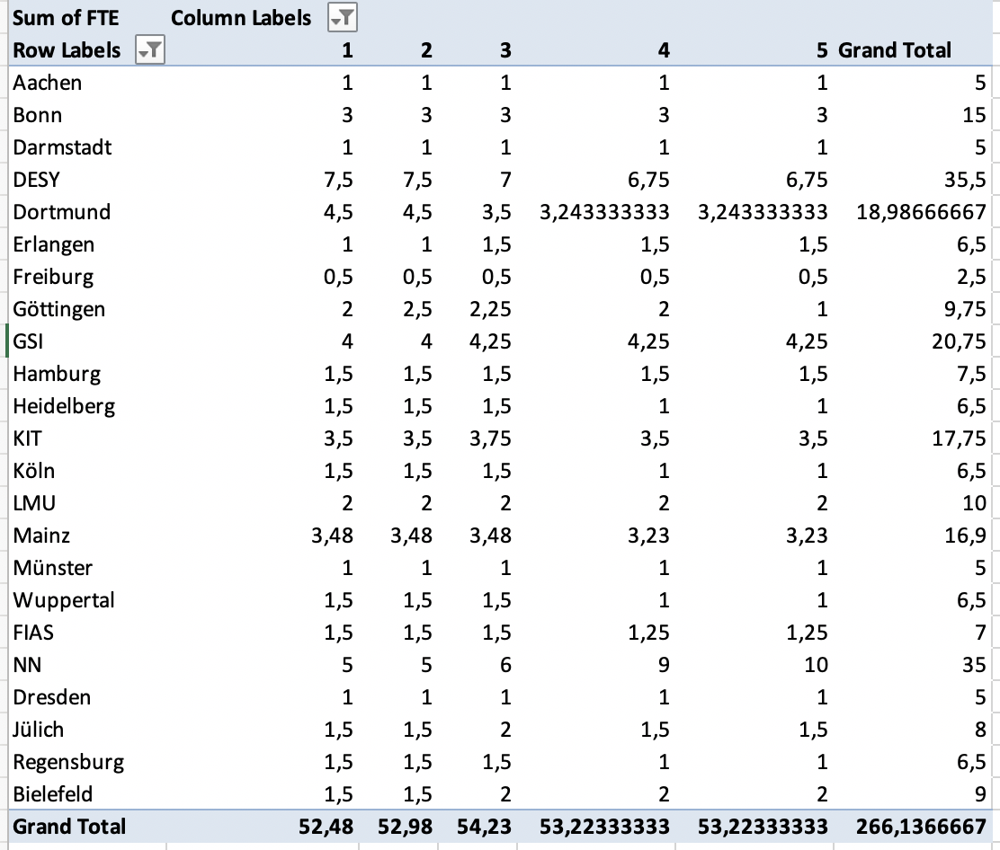 Sum of FTE Column Labels
Row Labels 1 2 3 4 5 Grand Total
Aachen 1 1 1 1 1 5
Bonn 3 3 3 3 3 15
Darmstadt 1 1 1 1 1 5
DESY 7,5 7,5 7 6,75 6,75 35,5
Dortmund 4,5 4,5 3,5 3,243333333 3,243333333 18,98666667
Erlangen 1 1 1,5 1,5 1,5 6,5
Freiburg 0,5 0,5 0,5 0,5 0,5 2,5
Göttingen 2 2,5 2,25 2 1 9,75
GSI 4 4 4,25 4,25 4,25 20,75
Hamburg 1,5 1,5 1,5 1,5 1,5 7,5
Heidelberg 1,5 1,5 1,5 1 1 6,5
KIT 3,5 3,5 3,75 3,5 3,5 17,75
Köln 1,5 1,5 1,5 1 1 6,5
LMU 2 2 2 2 2 10
Mainz 3,48 3,48 3,48 3,23 3,23 16,9
Münster 1 1 1 1 1 5
Wuppertal 1,5 1,5 1,5 1 1 6,5
FIAS 1,5 1,5 1,5 1,25 1,25 7
NN 5 5 6 9 10 35
Dresden 1 1 1 1 1 5
Jülich 1,5 1,5 2 1,5 1,5 8
Regensburg 1,5 1,5 1,5 1 1 6,5
Bielefeld 1,5 1,5 2 2 2 9
Grand Total 52,48 52,98 54,23 53,22333333 53,22333333 266,1366667